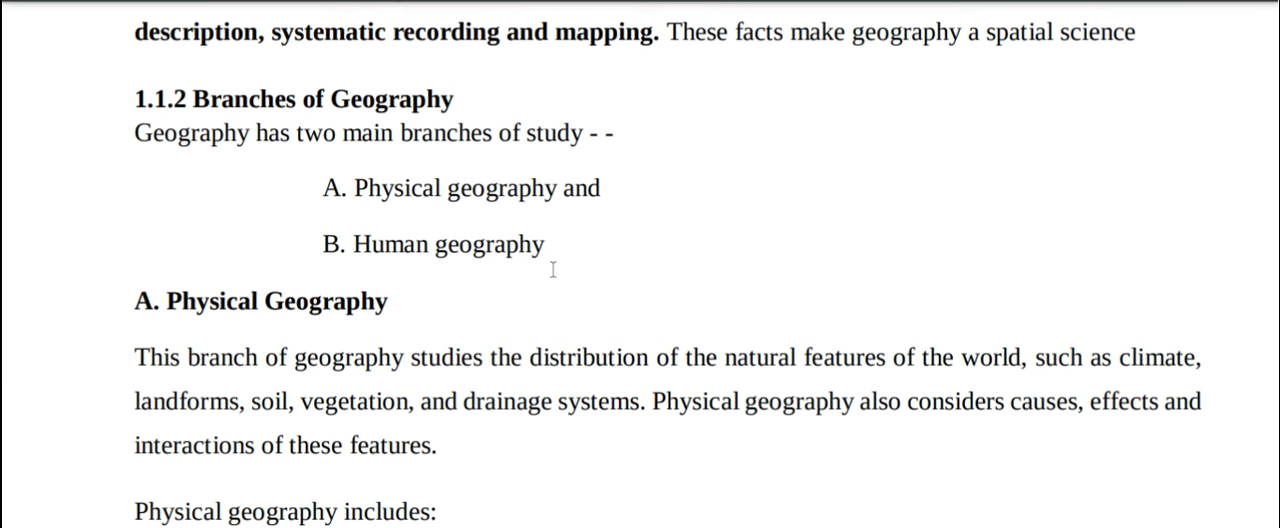 description, systematic recording and mapping. These facts make geography a spatial science
1.1.2 Branches of Geography
Geography has two main branches of study - -
A. Physical geography and
B. Human geography
A. Physical Geography
This branch of geography studies the distribution of the natural features of the world, such as climate,
landforms, soil, vegetation, and drainage systems. Physical geography also considers causes, effects and
interactions of these features.
Physical geography includes: